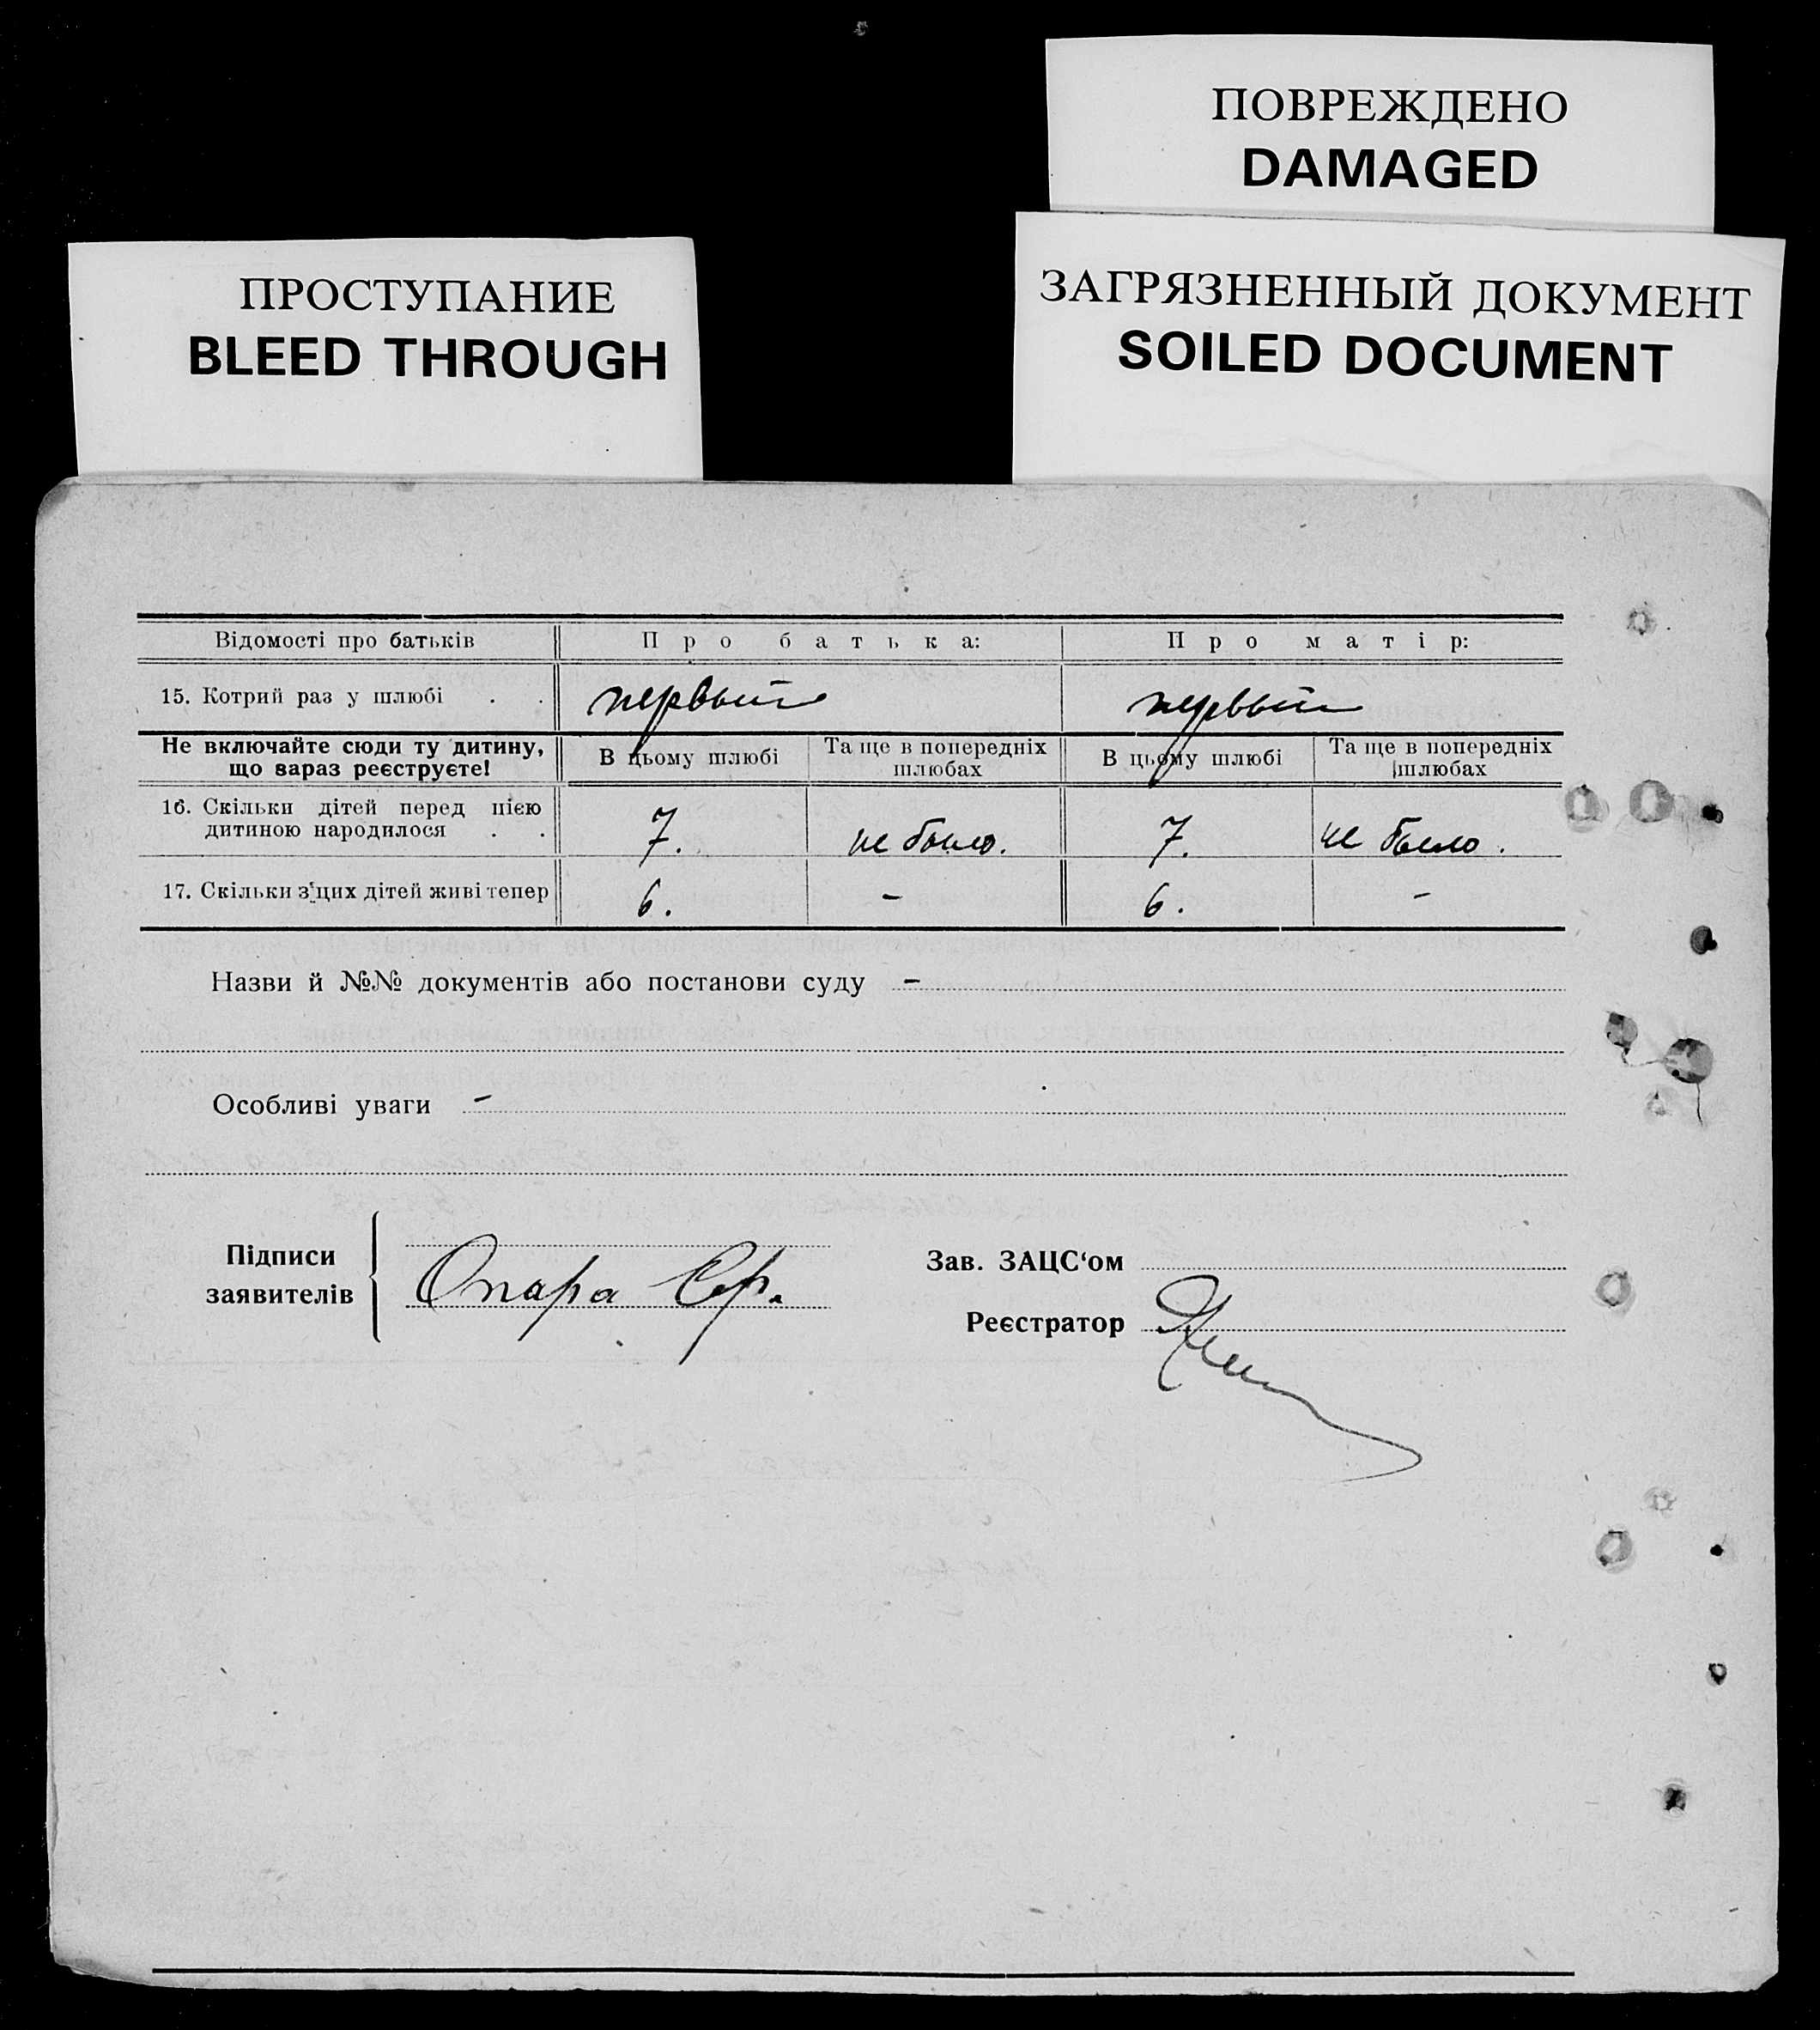 ПОВРЕЖДЕНО
DAMAGED
ПРОСТУПАНИЕ
BLEED THROUGH
ЗАГРЯЗНЕННЫЙ ДОКУМЕНТ
SOILED DOCUMENT
Відомості про батьків Про батька: Про матір:
15. Котрий раз у шлюбі . . первый первый
Не включайте сюди ту дитину, що зараз реєструєте! В цьому шлюбі Та ще в попередніх шлюбах В цьому шлюбі Та ще в попередніх шлюбах
16. Скільки дітей перед цією
дитиною народилося . . 7. не было. 7. не было.
17. Скільки з цих дітей живі тепер 6. - 6. -
Назви й №№ документів або постанови суду -
Особливі уваги -
Підписи заявителів Опара Ер.
Зав. ЗАЦС‘ом
Реєстратор